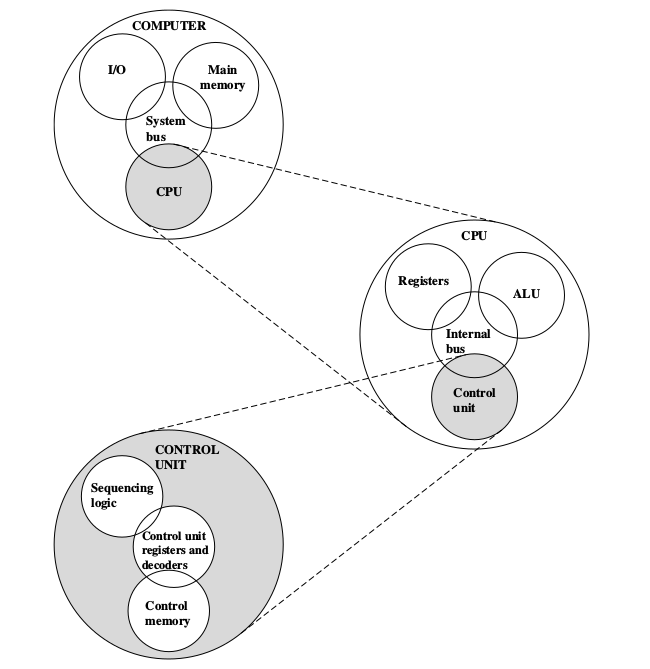 COMPUTER
I/O
Main
memory
System
bus
CPU
CPU
Registers
ALU
Internal
bus
Control
unit
CONTROL
UNIT
Sequencing
logic
Control unit
registers and
decoders
Control
memory